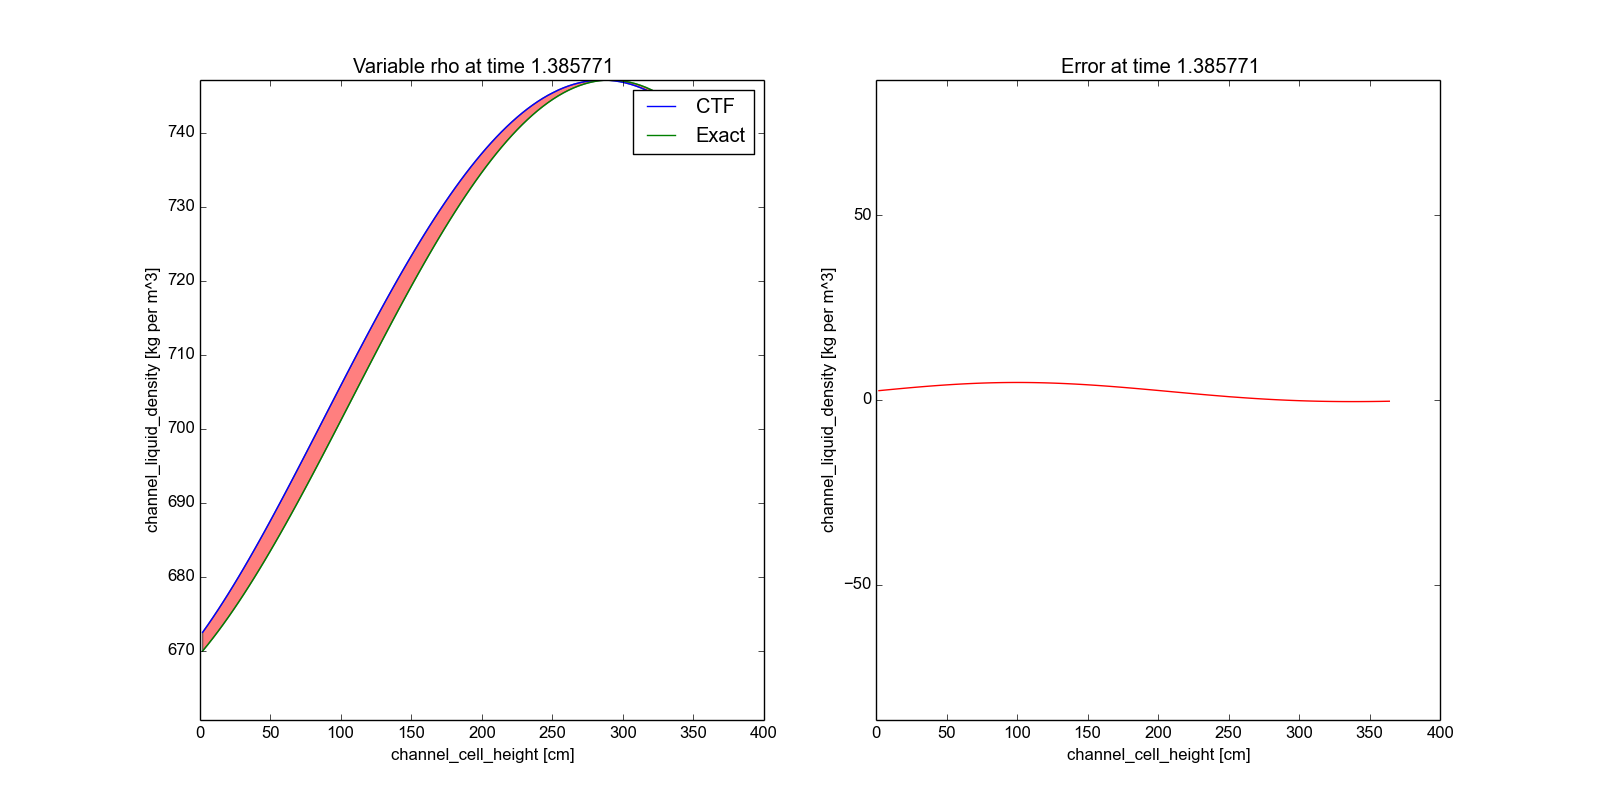 Variable rho at time 1.385771
CTF
Exact
740
730
720
710
700
690
680
670
0 50 100 150 200 250 300 350 400
channel_cell_height [cm]
channel_liquid_density [kg per m^3]
Error at time 1.385771
50
0
−50
0 50 100 150 200 250 300 350 400
channel_cell_height [cm]
channel_liquid_density [kg per m^3]